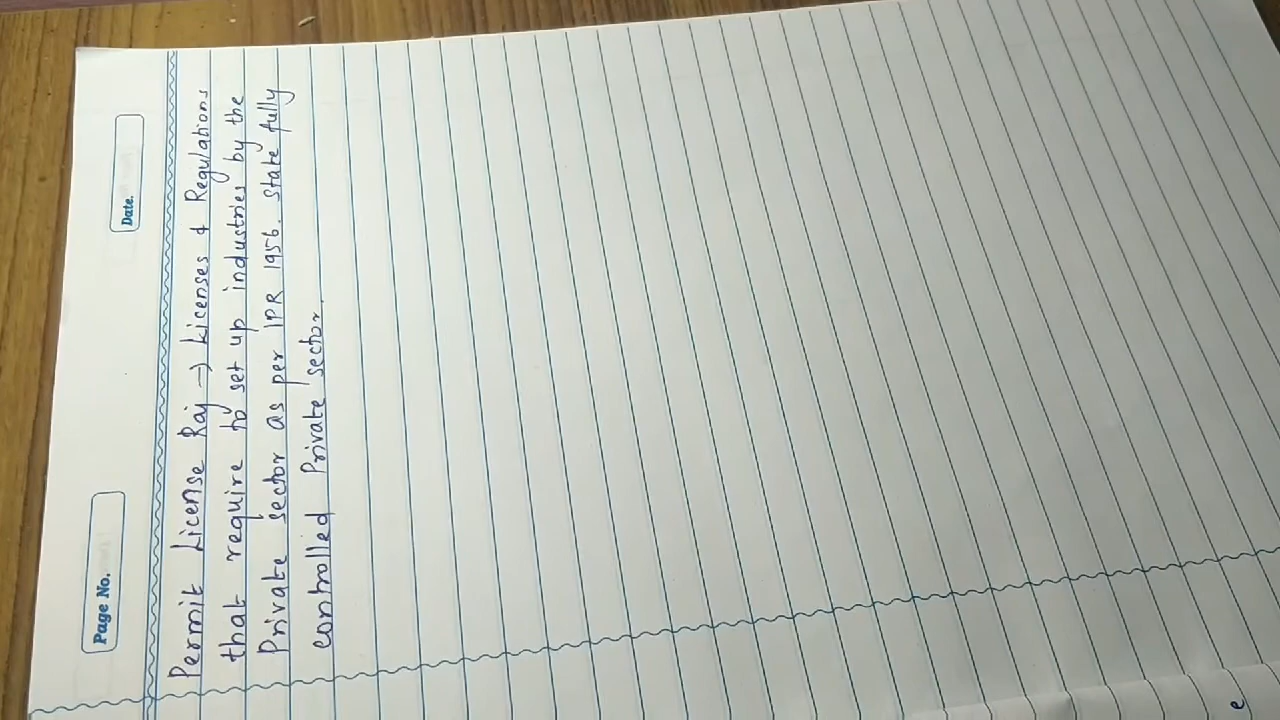 Page No.
Date.
Permit License Raj → Licenses & Regulations
that require to set up industries by the
Private sector as per IPR 1956. State fully
controlled Private sector.
e